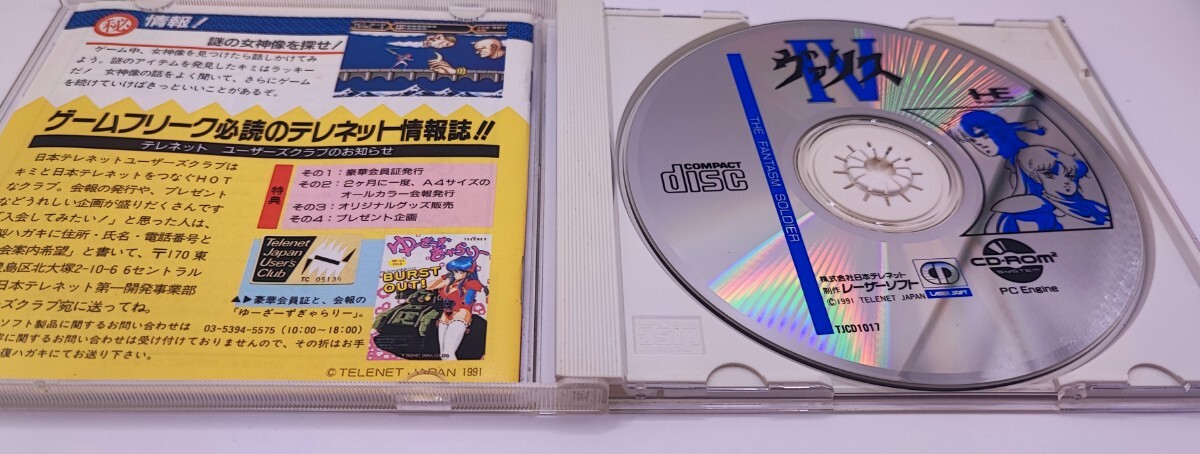 ㊙情報!
謎の女神像を探せ!
ゲーム中、女神像を見つけたら話しかけてみ
よう。謎のアイテムを発見したキミはラッキー
だ! 女神像の話をよく聞いて、さらにゲーム
を続けていけばきっといいことがあるぞ。
ゲームフリーク必読のテレネット情報誌!!
テレネット ユーザーズクラブのお知らせ
日本テレネットユーザーズクラブは
キミと日本テレネットをつなぐHOT
なクラブ。会報の発行や、プレゼント
などうれしい企画が盛りだくさんです
「入会してみたい!」と思った人は、
製ハガキに住所・氏名・電話番号と
会案内希望」と書いて、〒170 東
島区北大塚2-10-6 6セントラル
日本テレネット第一開発事業部
ズクラブ宛に送ってね。
特典
その1:豪華会員証発行
その2:2ヶ月に一度、A4サイズの
オールカラー会報発行
その3:オリジナルグッズ販売
その4:プレゼント企画
Telenet
Japan
User's
Club
TC 05136
ゆーざーずぎゃらりー
TELENET
BURST
OUT!
▲▶豪華会員証と、会報の
「ゆーざーずぎゃらりー」。
ソフト製品に関するお問い合わせは 03-5394-5575 (10:00〜18:00)
に関するお問い合わせは受け付けておりませんので、その折はお手
復ハガキにてお送り下さい。
©TELENET JAPAN 1991
ヴァリス
IV
THE FANTASM SOLDIER
COMPACT
disc
HE
CD-ROM²
SYSTEM
PC Engine
株式会社日本テレネット
制作 レーザーソフト
©1991 TELENET JAPAN
LASER SOFT
TJCD1017